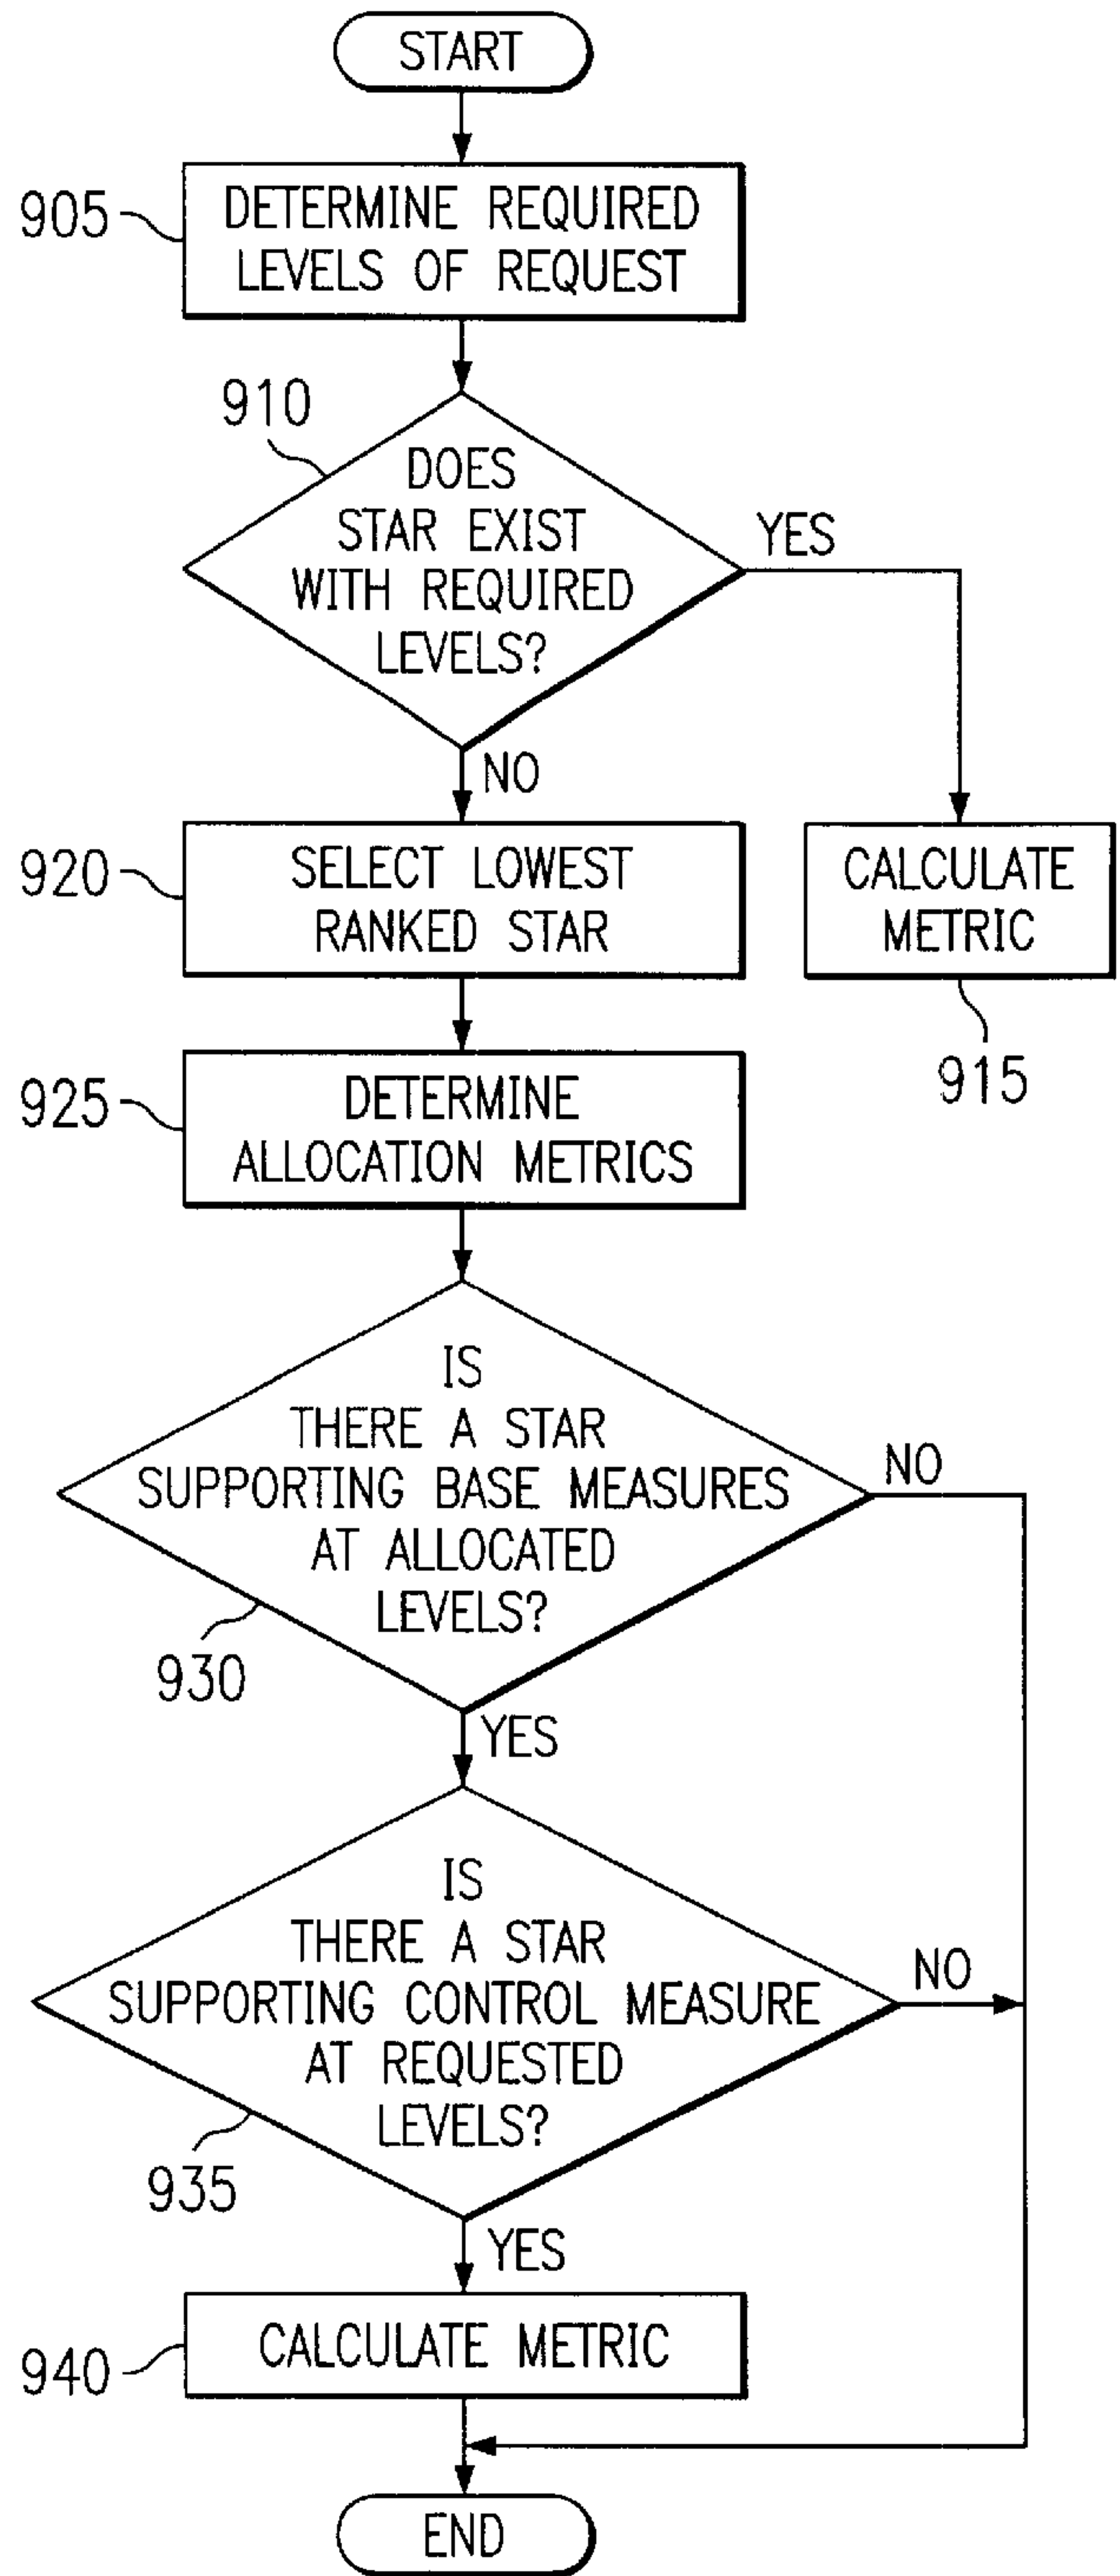 START
905
DETERMINE REQUIRED
LEVELS OF REQUEST
910
DOES
STAR EXIST
WITH REQUIRED
LEVELS?
YES
NO
920
SELECT LOWEST
RANKED STAR
CALCULATE
METRIC
915
925
DETERMINE
ALLOCATION METRICS
IS
THERE A STAR
SUPPORTING BASE MEASURES
AT ALLOCATED
LEVELS?
NO
930
YES
IS
THERE A STAR
SUPPORTING CONTROL MEASURE
AT REQUESTED
LEVELS?
NO
935
YES
940
CALCULATE METRIC
END